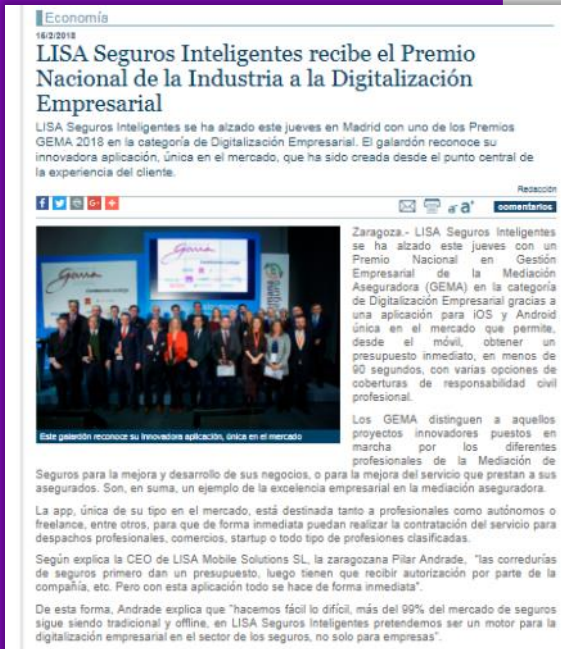 Economía
16/2/2018
LISA Seguros Inteligentes recibe el Premio
Nacional de la Industria a la Digitalización
Empresarial
LISA Seguros Inteligentes se ha alzado este jueves en Madrid con uno de los Premios
GEMA 2018 en la categoría de Digitalización Empresarial. El galardón reconoce su
innovadora aplicación, única en el mercado, que ha sido creada desde el punto central de
la experiencia del cliente.
Redacción
a a+ comentarios
Gema
Gema
Zaragoza.- LISA Seguros Inteligentes
se ha alzado este jueves con un
Premio Nacional en Gestión
Empresarial de la Mediación
Aseguradora (GEMA) en la categoría
de Digitalización Empresarial gracias a
una aplicación para iOS y Android
única en el mercado que permite,
desde el móvil, obtener un
presupuesto inmediato, en menos de
90 segundos, con varias opciones de
coberturas de responsabilidad civil
profesional.
Este galardón reconoce su innovadora aplicación, única en el mercado
Los GEMA distinguen a aquellos
proyectos innovadores puestos en
marcha por los diferentes
profesionales de la Mediación de
Seguros para la mejora y desarrollo de sus negocios, o para la mejora del servicio que prestan a sus
asegurados. Son, en suma, un ejemplo de la excelencia empresarial en la mediación aseguradora.
La app, única de su tipo en el mercado, está destinada tanto a profesionales como autónomos o
freelance, entre otros, para que de forma inmediata puedan realizar la contratación del servicio para
despachos profesionales, comercios, startup o todo tipo de profesiones clasificadas.
Según explica la CEO de LISA Mobile Solutions SL, la zaragozana Pilar Andrade, "las corredurías
de seguros primero dan un presupuesto, luego tienen que recibir autorización por parte de la
compañía, etc. Pero con esta aplicación todo se hace de forma inmediata".
De esta forma, Andrade explica que "hacemos fácil lo difícil, más del 99% del mercado de seguros
sigue siendo tradicional y offline, en LISA Seguros Inteligentes pretendemos ser un motor para la
digitalización empresarial en el sector de los seguros, no solo para empresas".